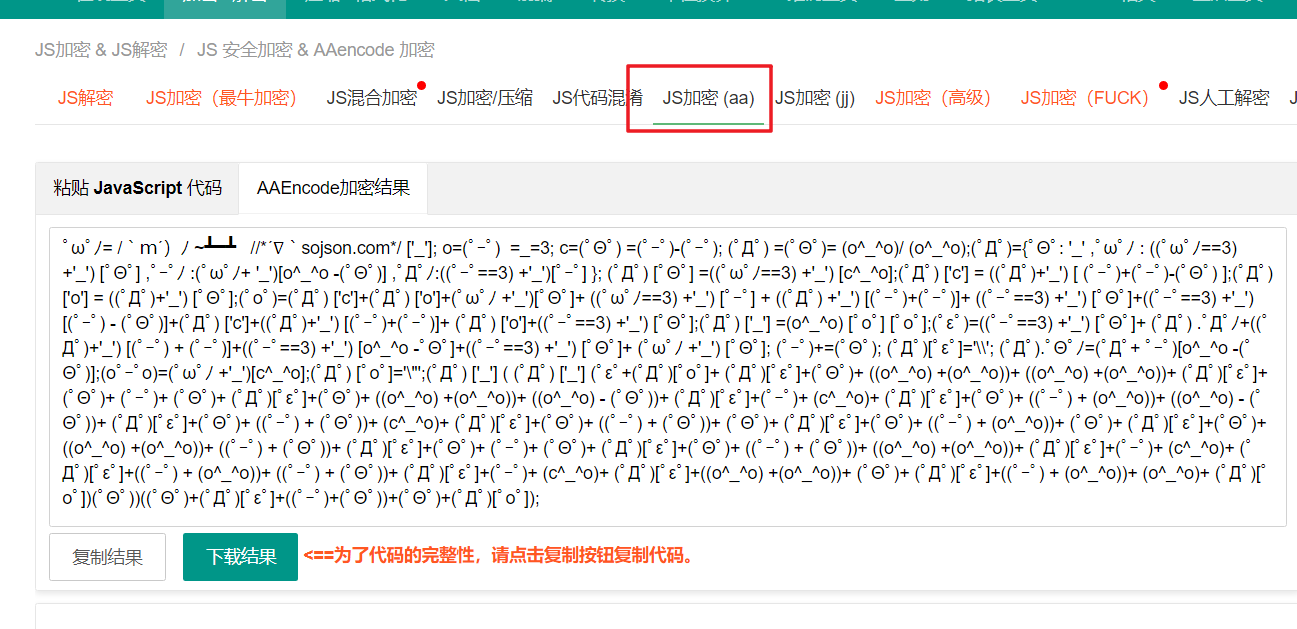 JS加密 & JS解密 / JS 安全加密 & AAencode 加密
JS解密 JS加密（最牛加密） JS混合加密 JS加密/压缩 JS代码混淆 JS加密 (aa) JS加密 (jj) JS加密（高级） JS加密（FUCK） JS人工解密
粘贴 JavaScript 代码 AAEncode加密结果
ﾟωﾟﾉ= /｀ｍ´）ﾉ ~┻━┻   //*´∇｀sojson.com*/ ['_']; o=(ﾟｰﾟ)  =_=3; c=(ﾟΘﾟ) =(ﾟｰﾟ)-(ﾟｰﾟ); (ﾟДﾟ) =(ﾟΘﾟ)= (o^_^o)/ (o^_^o);(ﾟДﾟ)={ﾟΘﾟ: '_' ,ﾟωﾟﾉ : ((ﾟωﾟﾉ==3)
+'_') [ﾟΘﾟ] ,ﾟｰﾟﾉ :(ﾟωﾟﾉ+ '_')[o^_^o -(ﾟΘﾟ)] ,ﾟДﾟﾉ:((ﾟｰﾟ==3) +'_')[ﾟｰﾟ] }; (ﾟДﾟ) [ﾟΘﾟ] =((ﾟωﾟﾉ==3) +'_') [c^_^o];(ﾟДﾟ) ['c'] = ((ﾟДﾟ)+'_') [ (ﾟｰﾟ)+(ﾟｰﾟ)-(ﾟΘﾟ) ];(ﾟДﾟ)
['o'] = ((ﾟДﾟ)+'_') [ﾟΘﾟ];(ﾟoﾟ)=(ﾟДﾟ) ['c']+(ﾟДﾟ) ['o']+(ﾟωﾟﾉ +'_')[ﾟΘﾟ]+ ((ﾟωﾟﾉ==3) +'_') [ﾟｰﾟ] + ((ﾟДﾟ) +'_') [(ﾟｰﾟ)+(ﾟｰﾟ)]+ ((ﾟｰﾟ==3) +'_') [ﾟΘﾟ]+((ﾟｰﾟ==3) +'_')
[(ﾟｰﾟ) - (ﾟΘﾟ)]+(ﾟДﾟ) ['c']+((ﾟДﾟ)+'_') [(ﾟｰﾟ)+(ﾟｰﾟ)]+ (ﾟДﾟ) ['o']+((ﾟｰﾟ==3) +'_') [ﾟΘﾟ];(ﾟДﾟ) ['_'] =(o^_^o) [ﾟoﾟ] [ﾟoﾟ];(ﾟεﾟ)=((ﾟｰﾟ==3) +'_') [ﾟΘﾟ]+ (ﾟДﾟ) .ﾟДﾟﾉ+((ﾟ
Дﾟ)+'_') [(ﾟｰﾟ) + (ﾟｰﾟ)]+((ﾟｰﾟ==3) +'_') [o^_^o -ﾟΘﾟ]+((ﾟｰﾟ==3) +'_') [ﾟΘﾟ]+ (ﾟωﾟﾉ +'_') [ﾟΘﾟ]; (ﾟｰﾟ)+=(ﾟΘﾟ); (ﾟДﾟ)[ﾟεﾟ]='\\'; (ﾟДﾟ).ﾟΘﾟﾉ=(ﾟДﾟ+ ﾟｰﾟ)[o^_^o -(ﾟ
Θﾟ)];(oﾟｰﾟo)=(ﾟωﾟﾉ +'_')[c^_^o];(ﾟДﾟ) [ﾟoﾟ]='\"';(ﾟДﾟ) ['_'] ( (ﾟДﾟ) ['_'] (ﾟεﾟ+(ﾟДﾟ)[ﾟoﾟ]+ (ﾟДﾟ)[ﾟεﾟ]+(ﾟΘﾟ)+ ((o^_^o) +(o^_^o))+ ((o^_^o) +(o^_^o))+ (ﾟДﾟ)[ﾟεﾟ]+
(ﾟΘﾟ)+ (ﾟｰﾟ)+ (ﾟΘﾟ)+ (ﾟДﾟ)[ﾟεﾟ]+(ﾟΘﾟ)+ ((o^_^o) +(o^_^o))+ ((o^_^o) - (ﾟΘﾟ))+ (ﾟДﾟ)[ﾟεﾟ]+(ﾟｰﾟ)+ (c^_^o)+ (ﾟДﾟ)[ﾟεﾟ]+(ﾟΘﾟ)+ ((ﾟｰﾟ) + (o^_^o))+ ((o^_^o) - (ﾟ
Θﾟ))+ (ﾟДﾟ)[ﾟεﾟ]+(ﾟΘﾟ)+ ((ﾟｰﾟ) + (ﾟΘﾟ))+ (c^_^o)+ (ﾟДﾟ)[ﾟεﾟ]+(ﾟΘﾟ)+ ((ﾟｰﾟ) + (ﾟΘﾟ))+ (ﾟΘﾟ)+ (ﾟДﾟ)[ﾟεﾟ]+(ﾟΘﾟ)+ ((ﾟｰﾟ) + (o^_^o))+ (ﾟΘﾟ)+ (ﾟДﾟ)[ﾟεﾟ]+(ﾟΘﾟ)+
((o^_^o) +(o^_^o))+ ((ﾟｰﾟ) + (ﾟΘﾟ))+ (ﾟДﾟ)[ﾟεﾟ]+(ﾟΘﾟ)+ (ﾟｰﾟ)+ (ﾟΘﾟ)+ (ﾟДﾟ)[ﾟεﾟ]+(ﾟΘﾟ)+ ((ﾟｰﾟ) + (ﾟΘﾟ))+ ((o^_^o) +(o^_^o))+ (ﾟДﾟ)[ﾟεﾟ]+(ﾟｰﾟ)+ (c^_^o)+ (ﾟ
Дﾟ)[ﾟεﾟ]+((ﾟｰﾟ) + (o^_^o))+ ((ﾟｰﾟ) + (ﾟΘﾟ))+ (ﾟДﾟ)[ﾟεﾟ]+(ﾟｰﾟ)+ (c^_^o)+ (ﾟДﾟ)[ﾟεﾟ]+((o^_^o) +(o^_^o))+ (ﾟΘﾟ)+ (ﾟДﾟ)[ﾟεﾟ]+((ﾟｰﾟ) + (o^_^o))+ (o^_^o)+ (ﾟДﾟ)[ﾟ
oﾟ])(ﾟΘﾟ))((ﾟΘﾟ)+(ﾟДﾟ)[ﾟεﾟ]+((ﾟｰﾟ)+(ﾟΘﾟ))+(ﾟΘﾟ)+(ﾟДﾟ)[ﾟoﾟ]);
复制结果 下载结果 <==为了代码的完整性，请点击复制按钮复制代码。